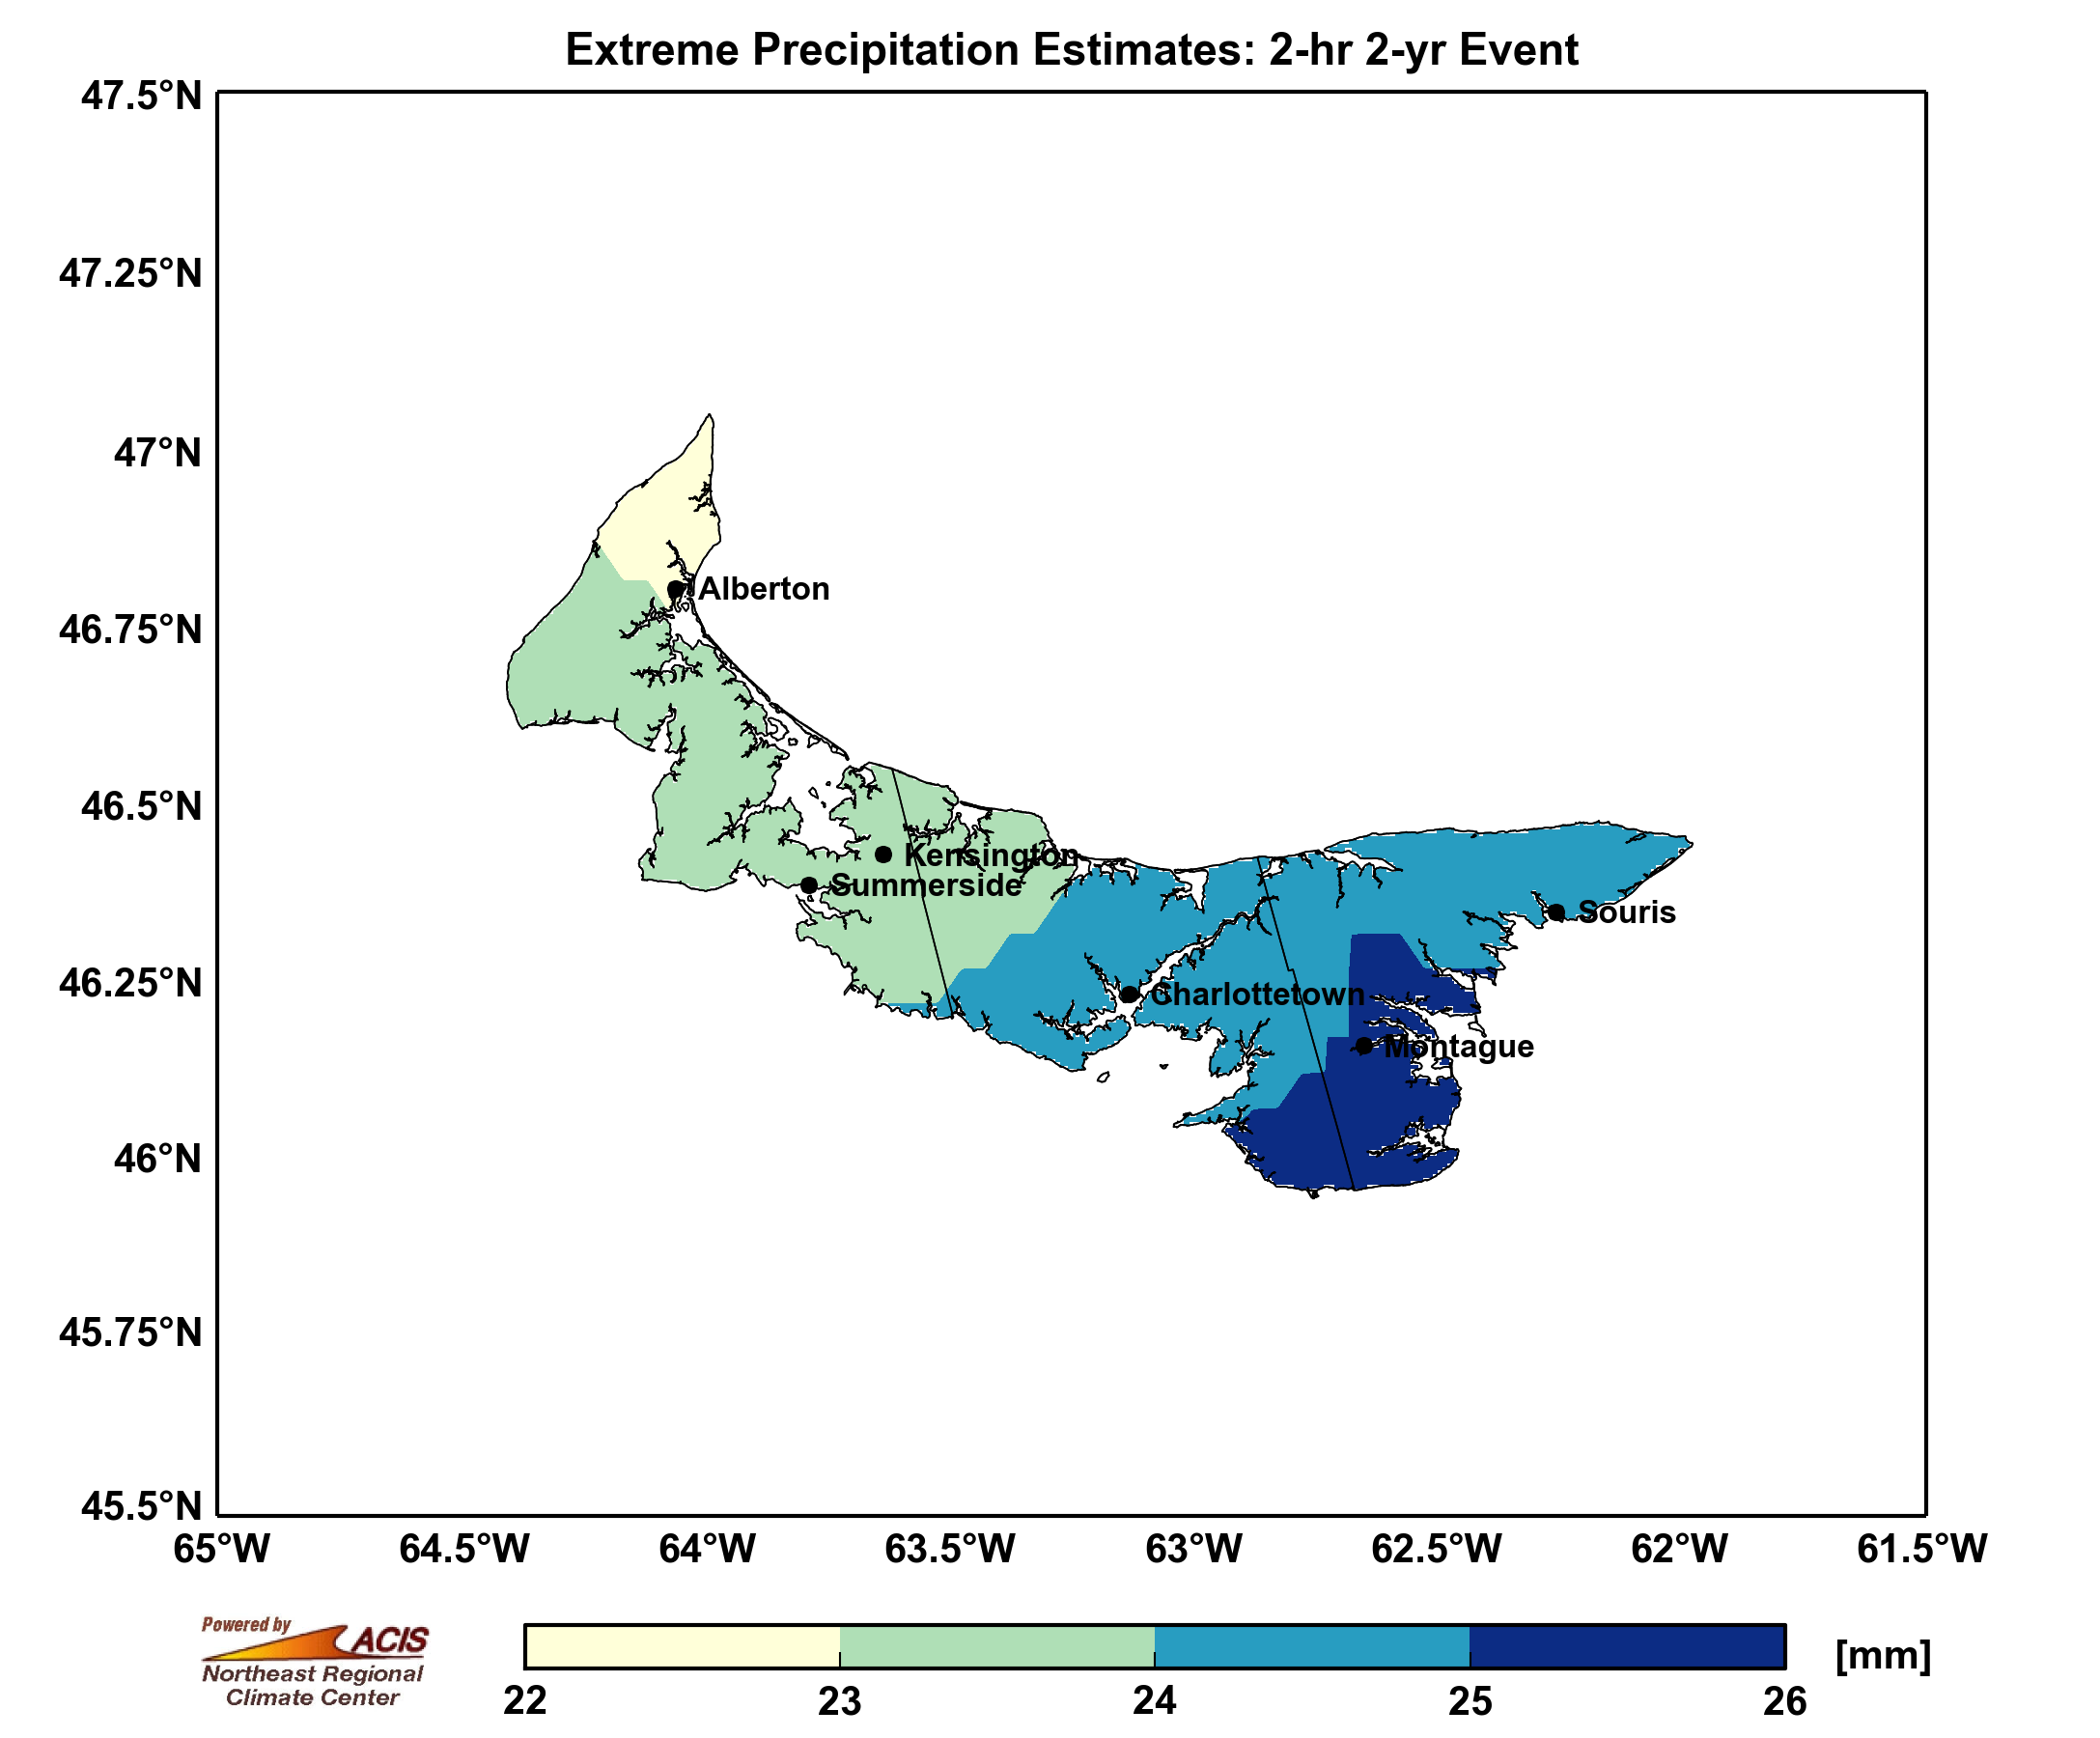 Extreme Precipitation Estimates: 2-hr 2-yr Event
47.5°N
47.25°N
47°N
46.75°N
46.5°N
46.25°N
46°N
45.75°N
45.5°N
Alberton
Kensington
Summerside
Souris
Charlottetown
Montague
65°W 64.5°W 64°W 63.5°W 63°W 62.5°W 62°W 61.5°W
Powered by
ACIS
Northeast Regional
Climate Center
[mm]
22 23 24 25 26